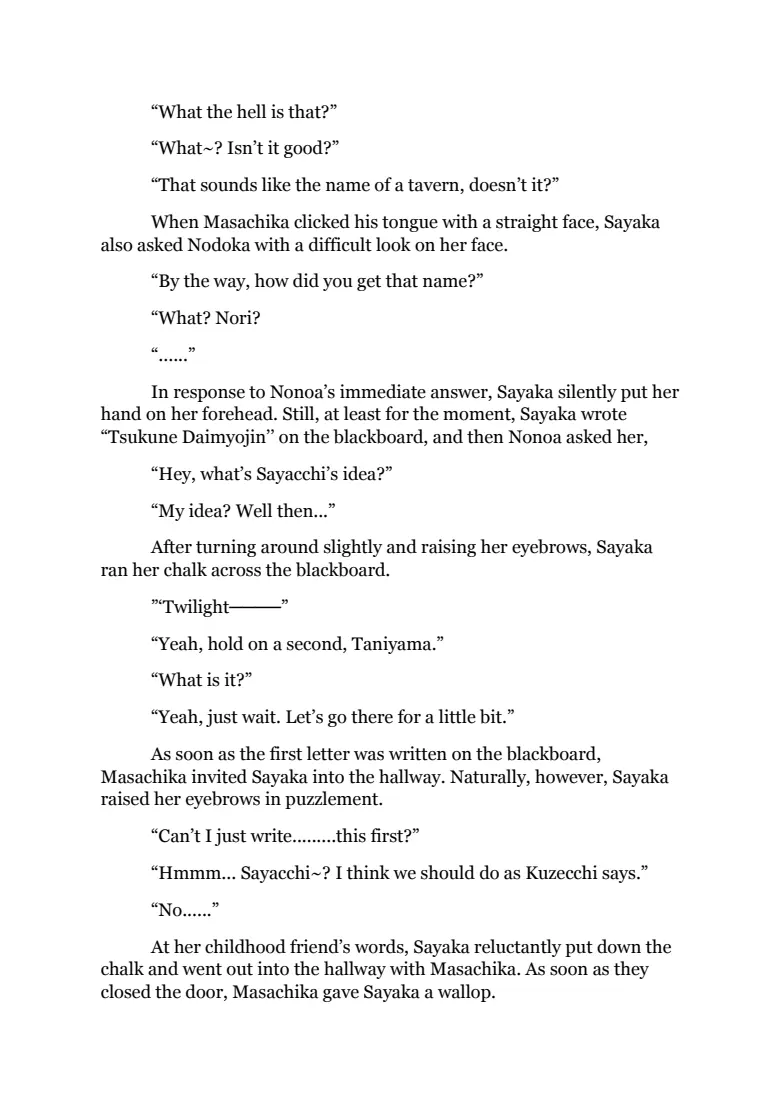 “What the hell is that?”
“What~? Isn’t it good?”
“That sounds like the name of a tavern, doesn’t it?”
When Masachika clicked his tongue with a straight face, Sayaka
also asked Nodoka with a difficult look on her face.
“By the way, how did you get that name?”
“What? Nori?
“......”
In response to Nonoa’s immediate answer, Sayaka silently put her
hand on her forehead. Still, at least for the moment, Sayaka wrote
“Tsukune Daimyojin’’ on the blackboard, and then Nonoa asked her,
“Hey, what’s Sayacchi’s idea?”
“My idea? Well then...”
After turning around slightly and raising her eyebrows, Sayaka
ran her chalk across the blackboard.
”‘Twilight———”
“Yeah, hold on a second, Taniyama.”
“What is it?”
“Yeah, just wait. Let’s go there for a little bit.”
As soon as the first letter was written on the blackboard,
Masachika invited Sayaka into the hallway. Naturally, however, Sayaka
raised her eyebrows in puzzlement.
“Can’t I just write.........this first?”
“Hmmm... Sayacchi~? I think we should do as Kuzecchi says.”
“No......”
At her childhood friend’s words, Sayaka reluctantly put down the
chalk and went out into the hallway with Masachika. As soon as they
closed the door, Masachika gave Sayaka a wallop.